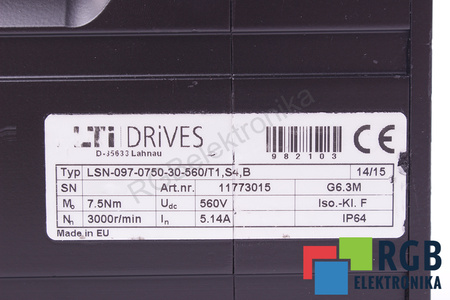 LTi DRiVES
D-35633 Lahnau
982103
CE
Typ LSN-097-0750-30-560/T1,S4,B 14/15
SN Art.nr. 11773015 G6.3M
M₀ 7.5Nm Udc 560V Iso.-Kl. F
Nn 3000r/min In 5.14A IP64
Made in EU
RGBelektronika
RGB
ELEKTRONIKA